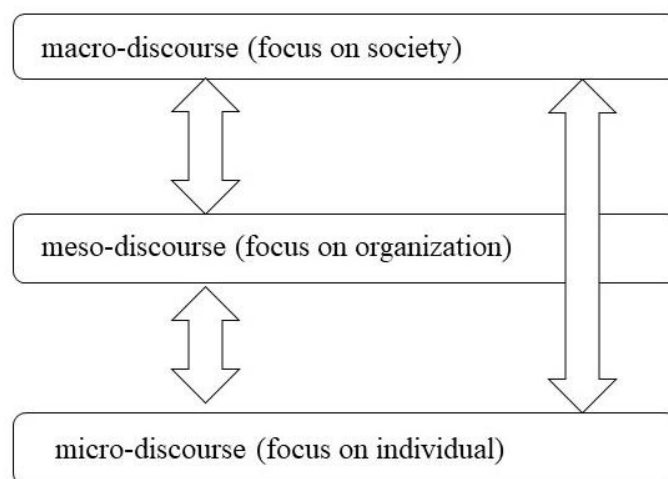 macro-discourse (focus on society)
meso-discourse (focus on organization)
micro-discourse (focus on individual)